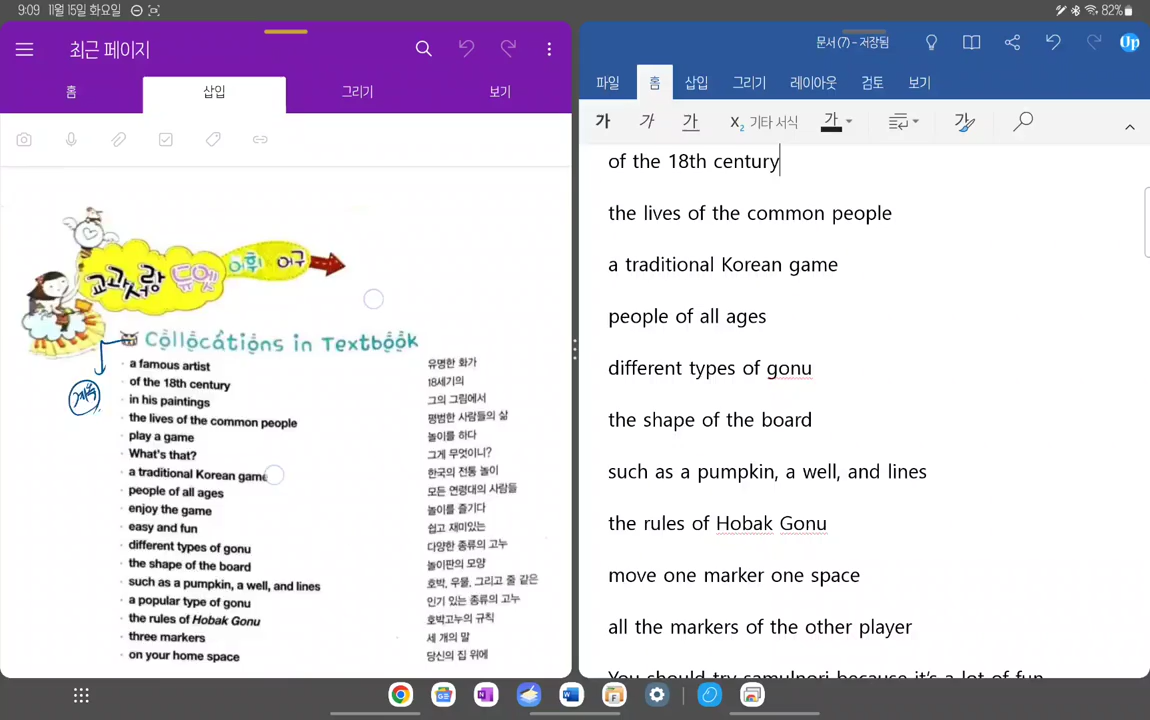 9:09 11월 15일 화요일
82%
최근 페이지
홈 삽입 그리기 보기
교과서랑 듀엣 어휘 어구
Collocations in Textbook
a famous artist 유명한 화가
of the 18th century 18세기의
in his paintings 그의 그림에서
the lives of the common people 평범한 사람들의 삶
play a game 놀이를 하다
What's that? 그게 무엇이니?
a traditional Korean game 한국의 전통 놀이
people of all ages 모든 연령대의 사람들
enjoy the game 놀이를 즐기다
easy and fun 쉽고 재미있는
different types of gonu 다양한 종류의 고누
the shape of the board 놀이판의 모양
such as a pumpkin, a well, and lines 호박, 우물, 그리고 줄 같은
a popular type of gonu 인기 있는 종류의 고누
the rules of Hobak Gonu 호박고누의 규칙
three markers 세 개의 말
on your home space 당신의 집 위에
문서 (7) - 저장됨
Up
파일 홈 삽입 그리기 레이아웃 검토 보기
가 가 가 X₂ 기타 서식 가
of the 18th century
the lives of the common people
a traditional Korean game
people of all ages
different types of gonu
the shape of the board
such as a pumpkin, a well, and lines
the rules of Hobak Gonu
move one marker one space
all the markers of the other player
You should try samulnori because it's a lot of fun